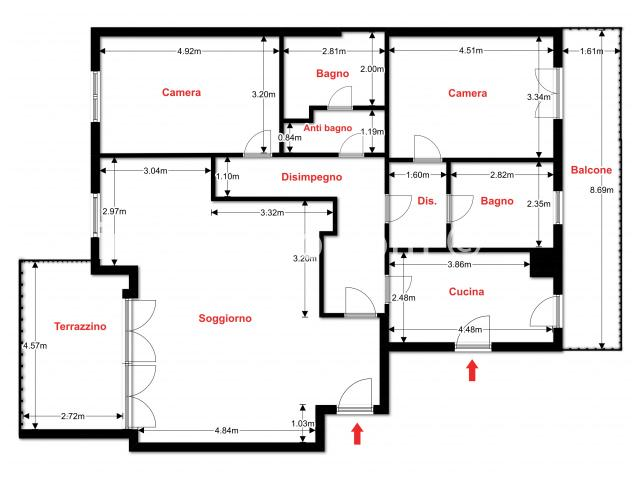 4.92m
2.81m
4.51m
1.61m
2.00m
Bagno
Camera
Camera
3.20m
3.34m
0.84m
Anti bagno
1.19m
3.04m
1.10m
Disimpegno
1.60m
2.82m
Balcone
8.69m
2.97m
3.32m
Dis.
Bagno
2.35m
3.20m
3.86m
2.48m
Cucina
Terrazzino
Soggiorno
4.48m
4.57m
2.72m
1.03m
4.84m